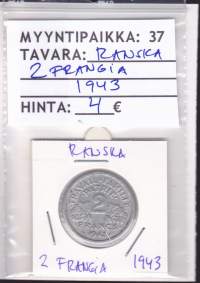 MYYNTIPAIKKA: 37
TAVARA: RANSKA
2 FRANGIA
1943
HINTA: 4 €
RANSKA
2
2 FRANGIA 1943